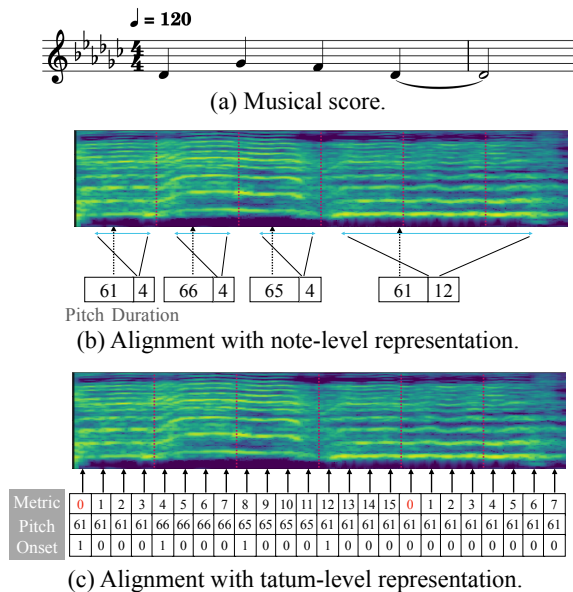 ♩ = 120
4
4
(a) Musical score.
61 4 66 4 65 4 61 12
Pitch Duration
(b) Alignment with note-level representation.
Metric 0 1 2 3 4 5 6 7 8 9 10 11 12 13 14 15 0 1 2 3 4 5 6 7
Pitch 61 61 61 61 66 66 66 66 65 65 65 65 61 61 61 61 61 61 61 61 61 61 61 61
Onset 1 0 0 0 1 0 0 0 1 0 0 0 1 0 0 0 0 0 0 0 0 0 0 0
(c) Alignment with tatum-level representation.